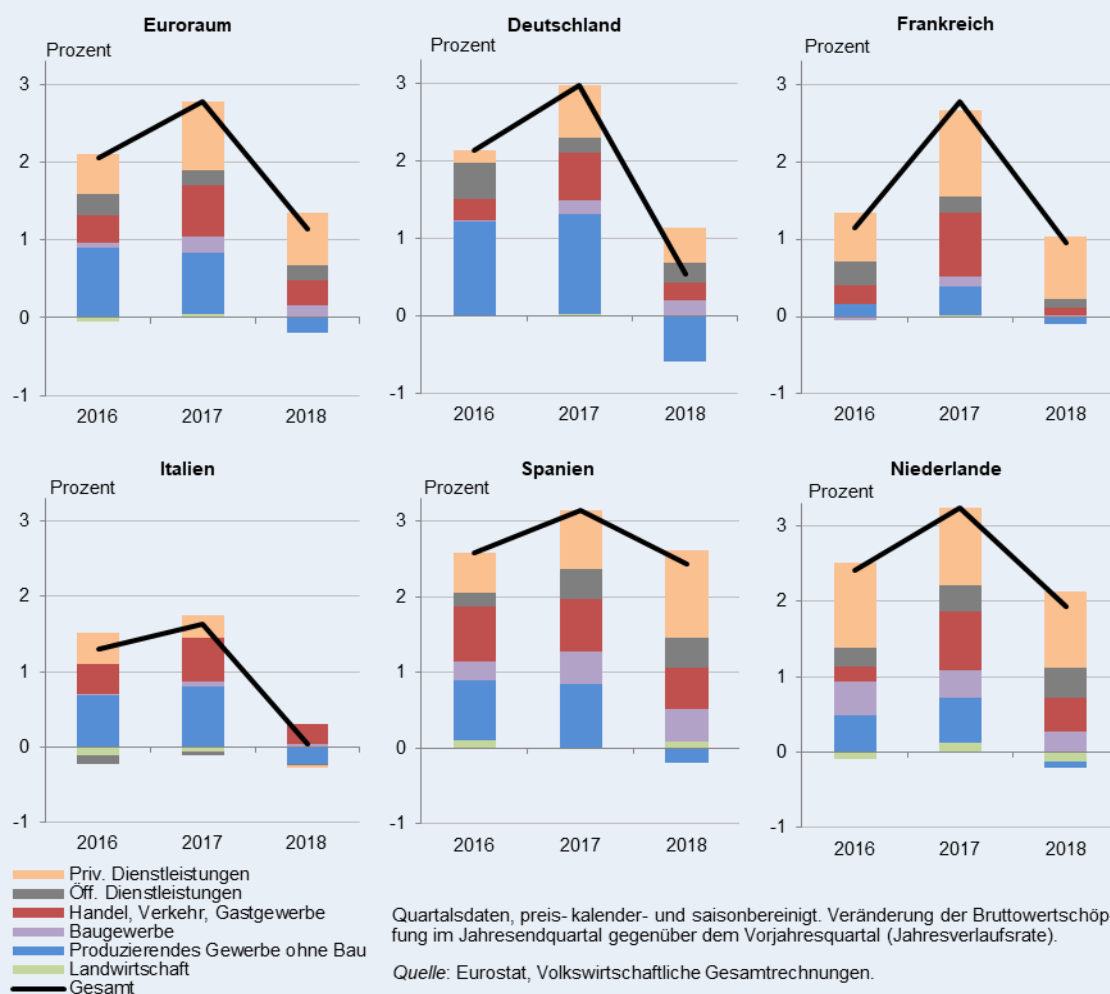 Euroraum
Prozent
3
2
1
0
-1
2016 2017 2018
Deutschland
Prozent
3
2
1
0
-1
2016 2017 2018
Frankreich
Prozent
3
2
1
0
-1
2016 2017 2018
Italien
Prozent
3
2
1
0
-1
2016 2017 2018
Spanien
Prozent
3
2
1
0
-1
2016 2017 2018
Niederlande
Prozent
3
2
1
0
-1
2016 2017 2018
Priv. Dienstleistungen
Öff. Dienstleistungen
Handel, Verkehr, Gastgewerbe
Baugewerbe
Produzierendes Gewerbe ohne Bau
Landwirtschaft
Gesamt
Quartalsdaten, preis- kalender- und saisonbereinigt. Veränderung der Bruttowertschöp-
fung im Jahresendquartal gegenüber dem Vorjahresquartal (Jahresverlaufsrate).
Quelle: Eurostat, Volkswirtschaftliche Gesamtrechnungen.